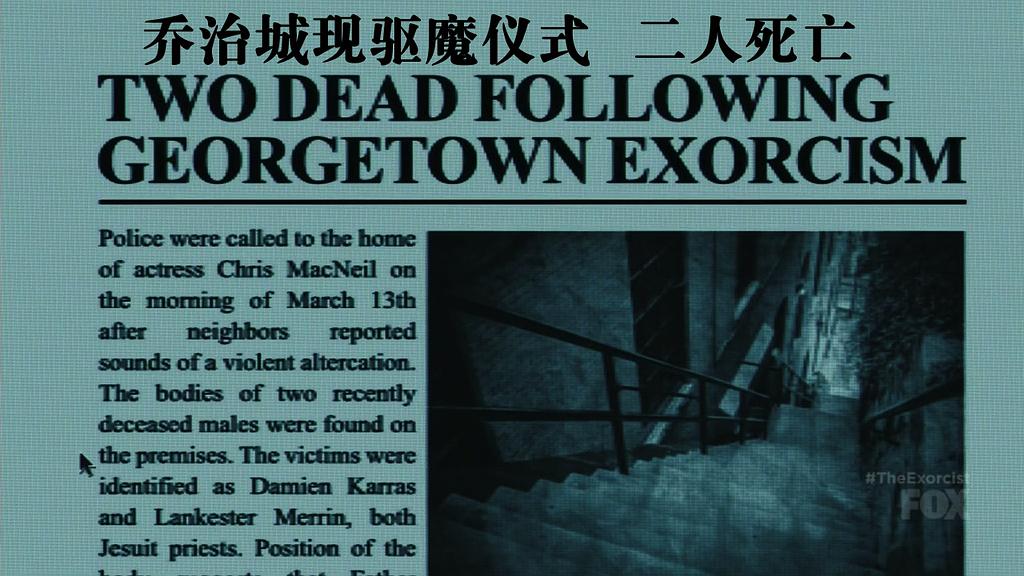 乔治城现驱魔仪式 二人死亡
TWO DEAD FOLLOWING
GEORGETOWN EXORCISM
Police were called to the home
of actress Chris MacNeil on
the morning of March 13th
after neighbors reported
sounds of a violent altercation.
The bodies of two recently
deceased males were found on
the premises. The victims were
identified as Damien Karras
and Lankester Merrin, both
Jesuit priests. Position of the
#TheExorcist
FOX